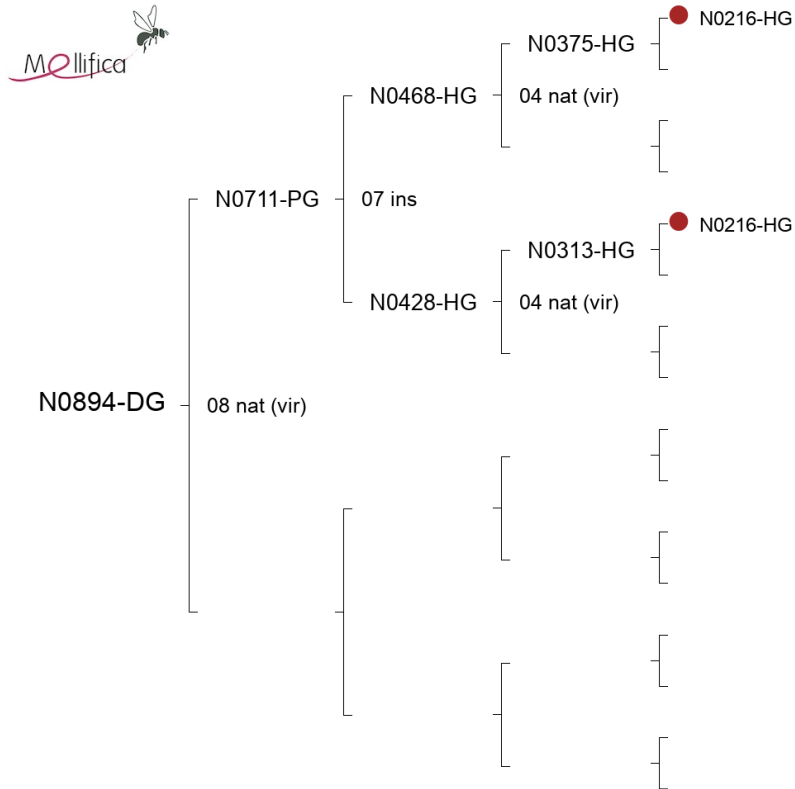 Mellifica
N0216-HG
N0375-HG
N0468-HG
04 nat (vir)
N0711-PG
07 ins
N0216-HG
N0313-HG
N0428-HG
04 nat (vir)
N0894-DG
08 nat (vir)